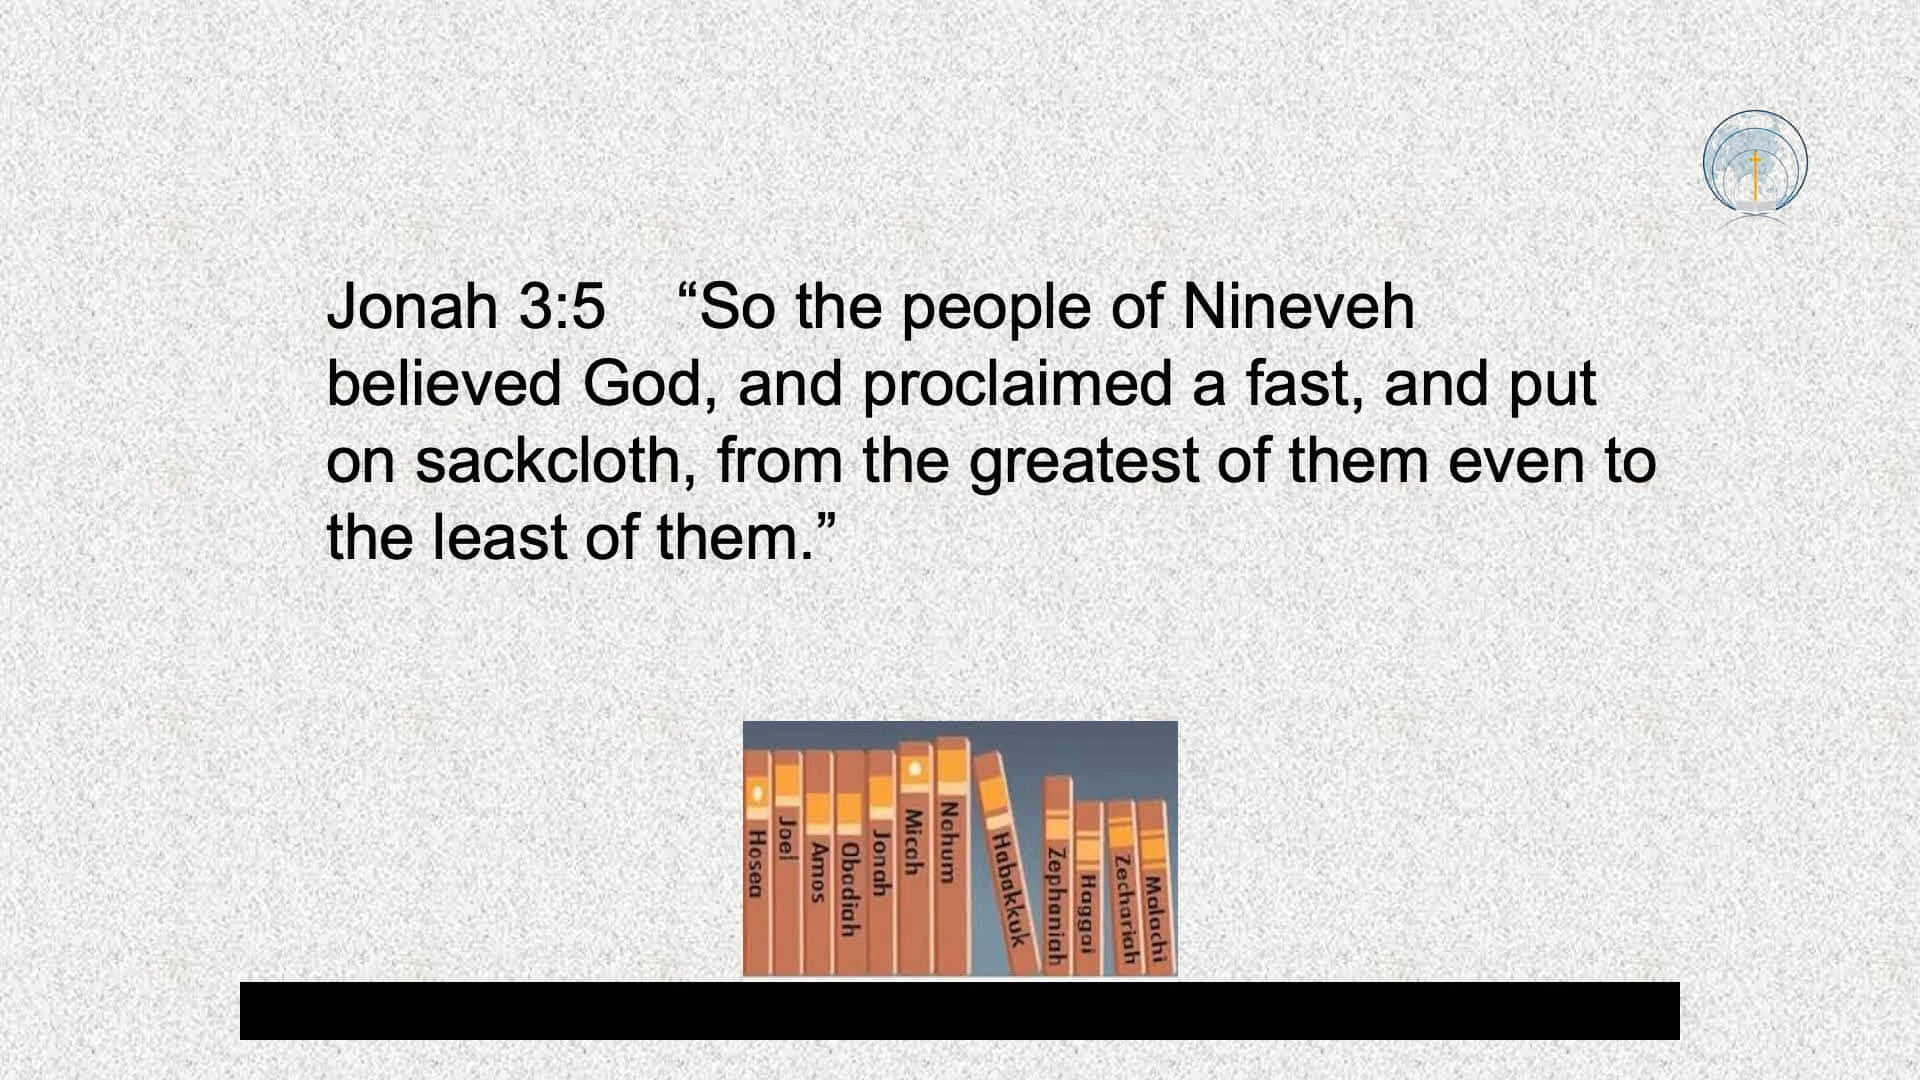 Jonah 3:5    “So the people of Nineveh
believed God, and proclaimed a fast, and put
on sackcloth, from the greatest of them even to
the least of them.”
Hosea
Joel
Amos
Obadiah
Jonah
Micah
Nahum
Habakkuk
Zephaniah
Haggai
Zechariah
Malachi